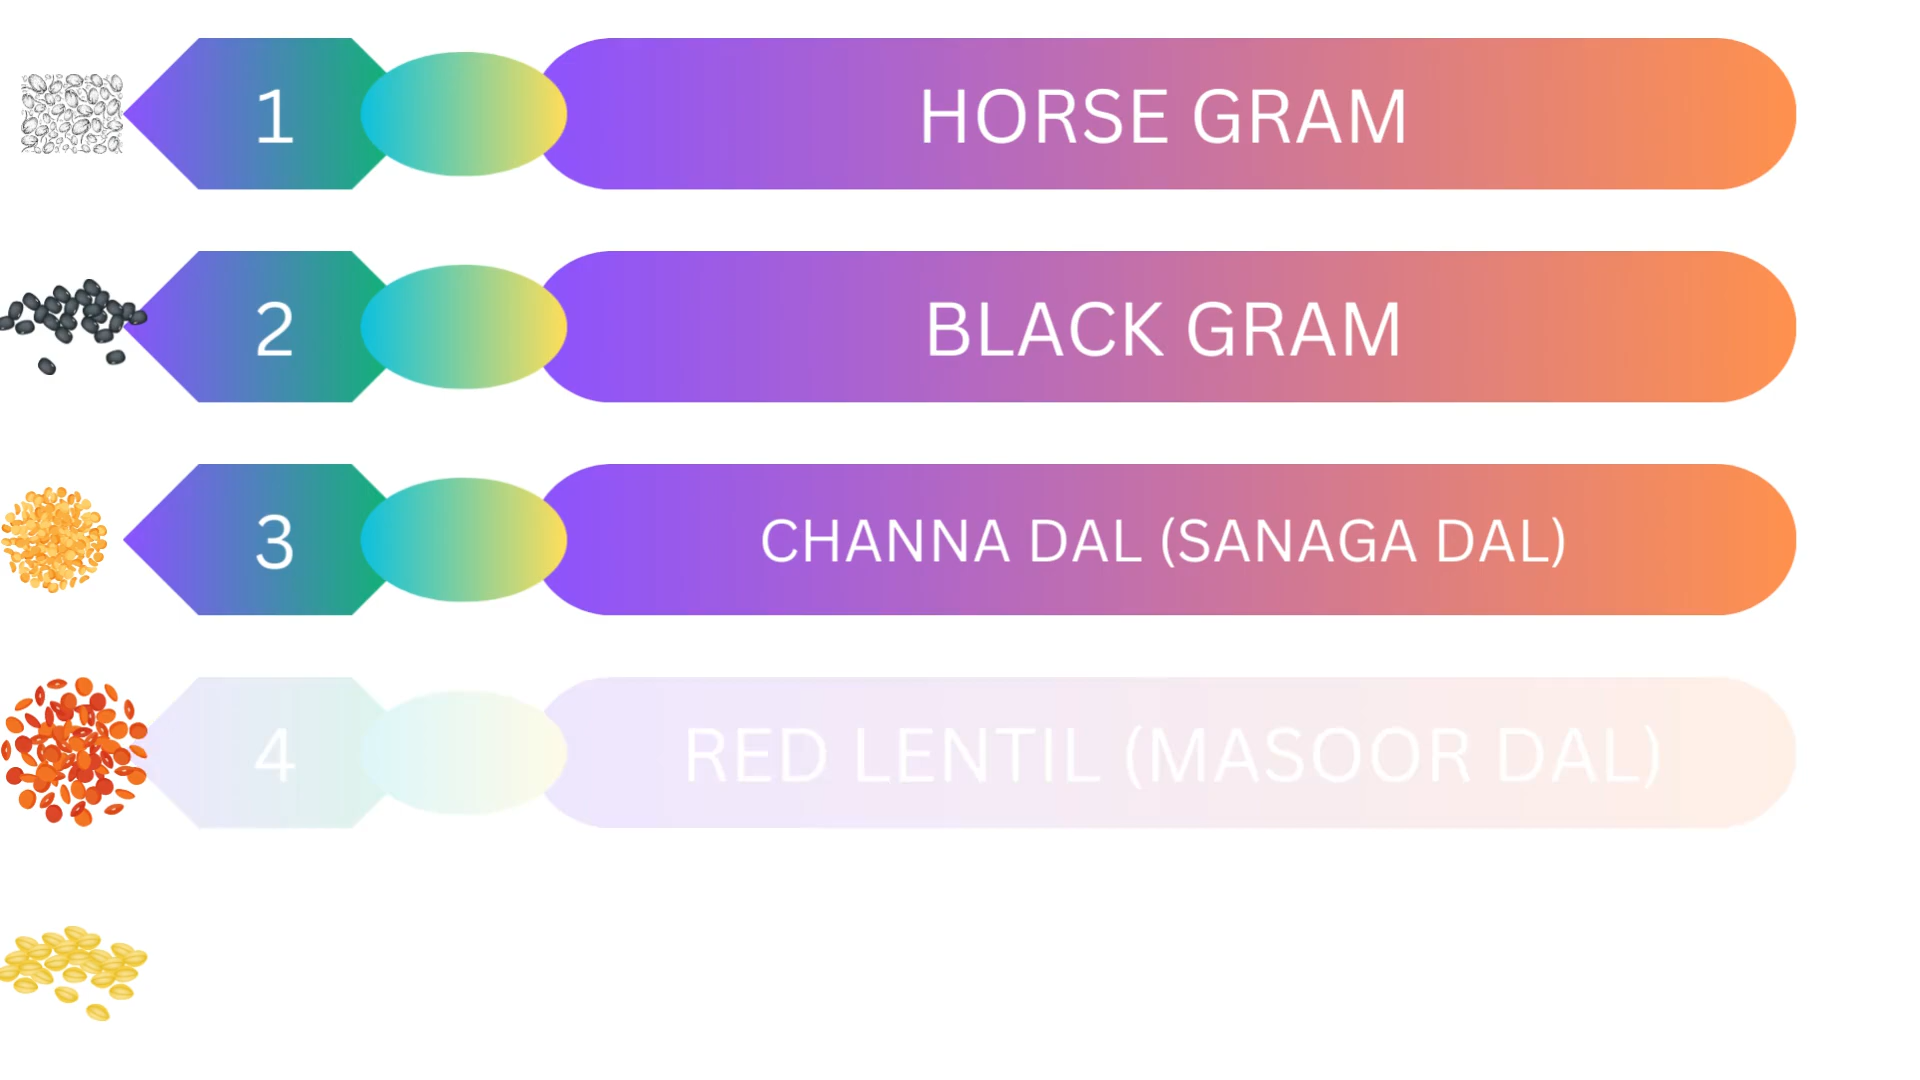 1 HORSE GRAM
2 BLACK GRAM
3 CHANNA DAL (SANAGA DAL)
4 RED LENTIL (MASOOR DAL)